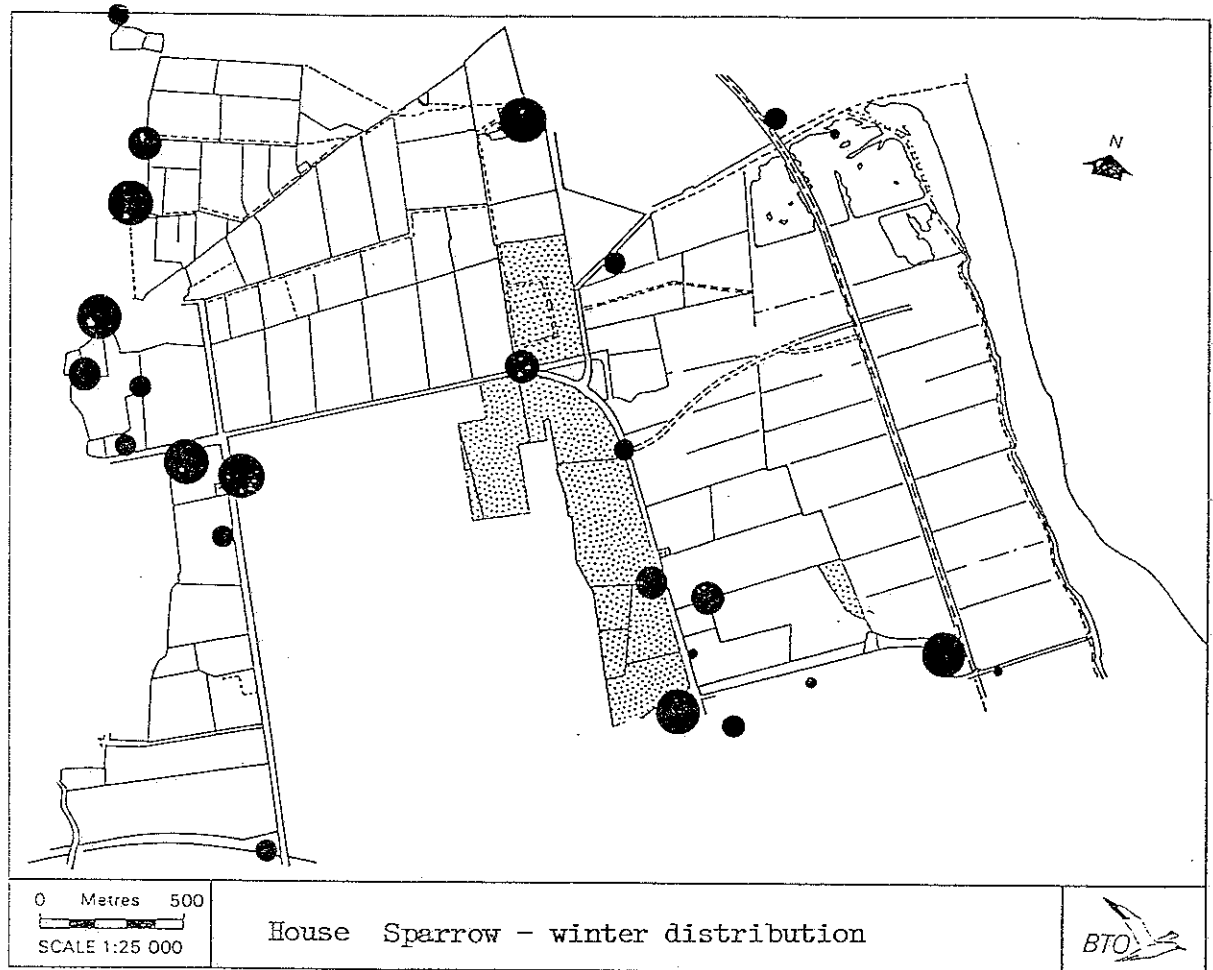 N
0 Metres 500
SCALE 1:25 000
House Sparrow - winter distribution
BTO